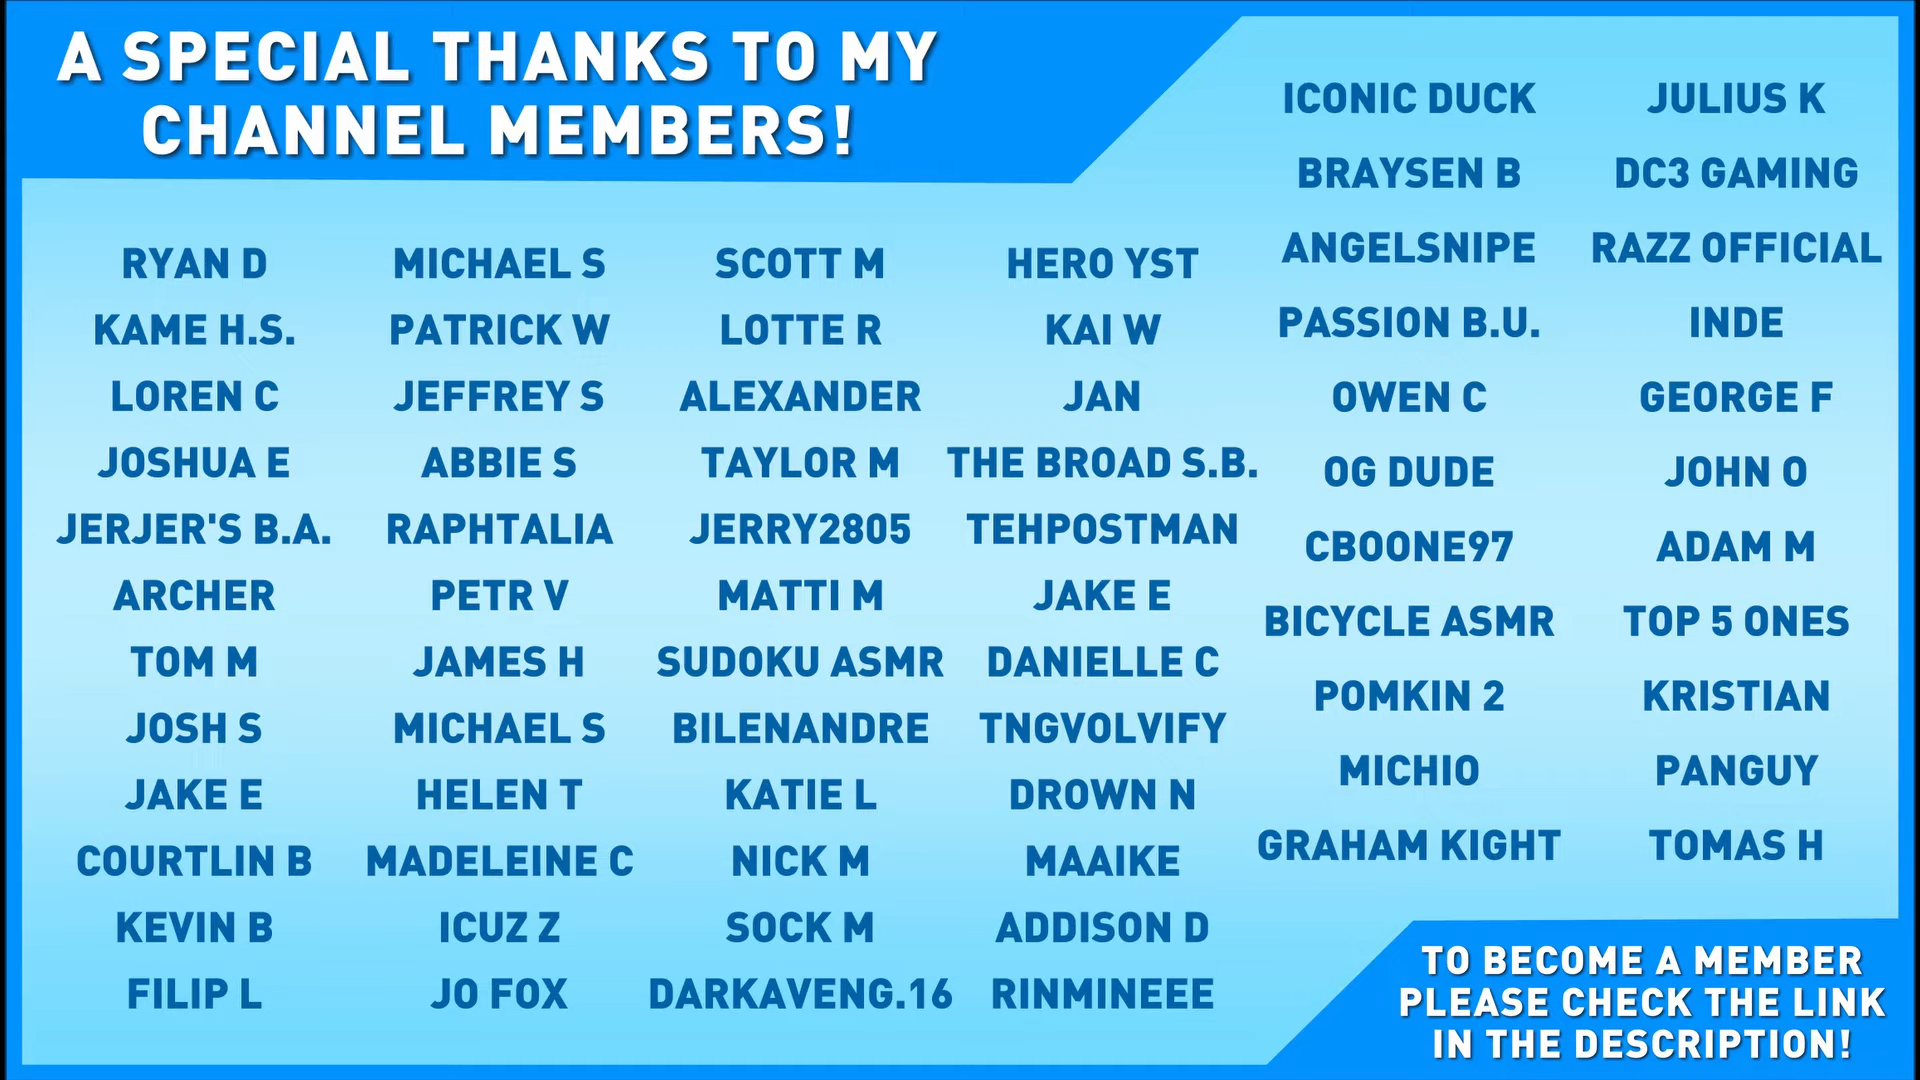 A SPECIAL THANKS TO MY
CHANNEL MEMBERS!
RYAN D
KAME H.S.
LOREN C
JOSHUA E
JERJER'S B.A.
ARCHER
TOM M
JOSH S
JAKE E
COURTLIN B
KEVIN B
FILIP L
MICHAEL S
PATRICK W
JEFFREY S
ABBIE S
RAPHTALIA
PETR V
JAMES H
MICHAEL S
HELEN T
MADELEINE C
ICUZ Z
JO FOX
SCOTT M
LOTTE R
ALEXANDER
TAYLOR M
JERRY2805
MATTI M
SUDOKU ASMR
BILENANDRE
KATIE L
NICK M
SOCK M
DARKAVENG.16
HERO YST
KAI W
JAN
THE BROAD S.B.
TEHPOSTMAN
JAKE E
DANIELLE C
TNGVOLVIFY
DROWN N
MAAIKE
ADDISON D
RINMINEEE
ICONIC DUCK
BRAYSEN B
ANGELSNIPE
PASSION B.U.
OWEN C
OG DUDE
CBOONE97
BICYCLE ASMR
POMKIN 2
MICHIO
GRAHAM KIGHT
JULIUS K
DC3 GAMING
RAZZ OFFICIAL
INDE
GEORGE F
JOHN O
ADAM M
TOP 5 ONES
KRISTIAN
PANGUY
TOMAS H
TO BECOME A MEMBER
PLEASE CHECK THE LINK
IN THE DESCRIPTION!